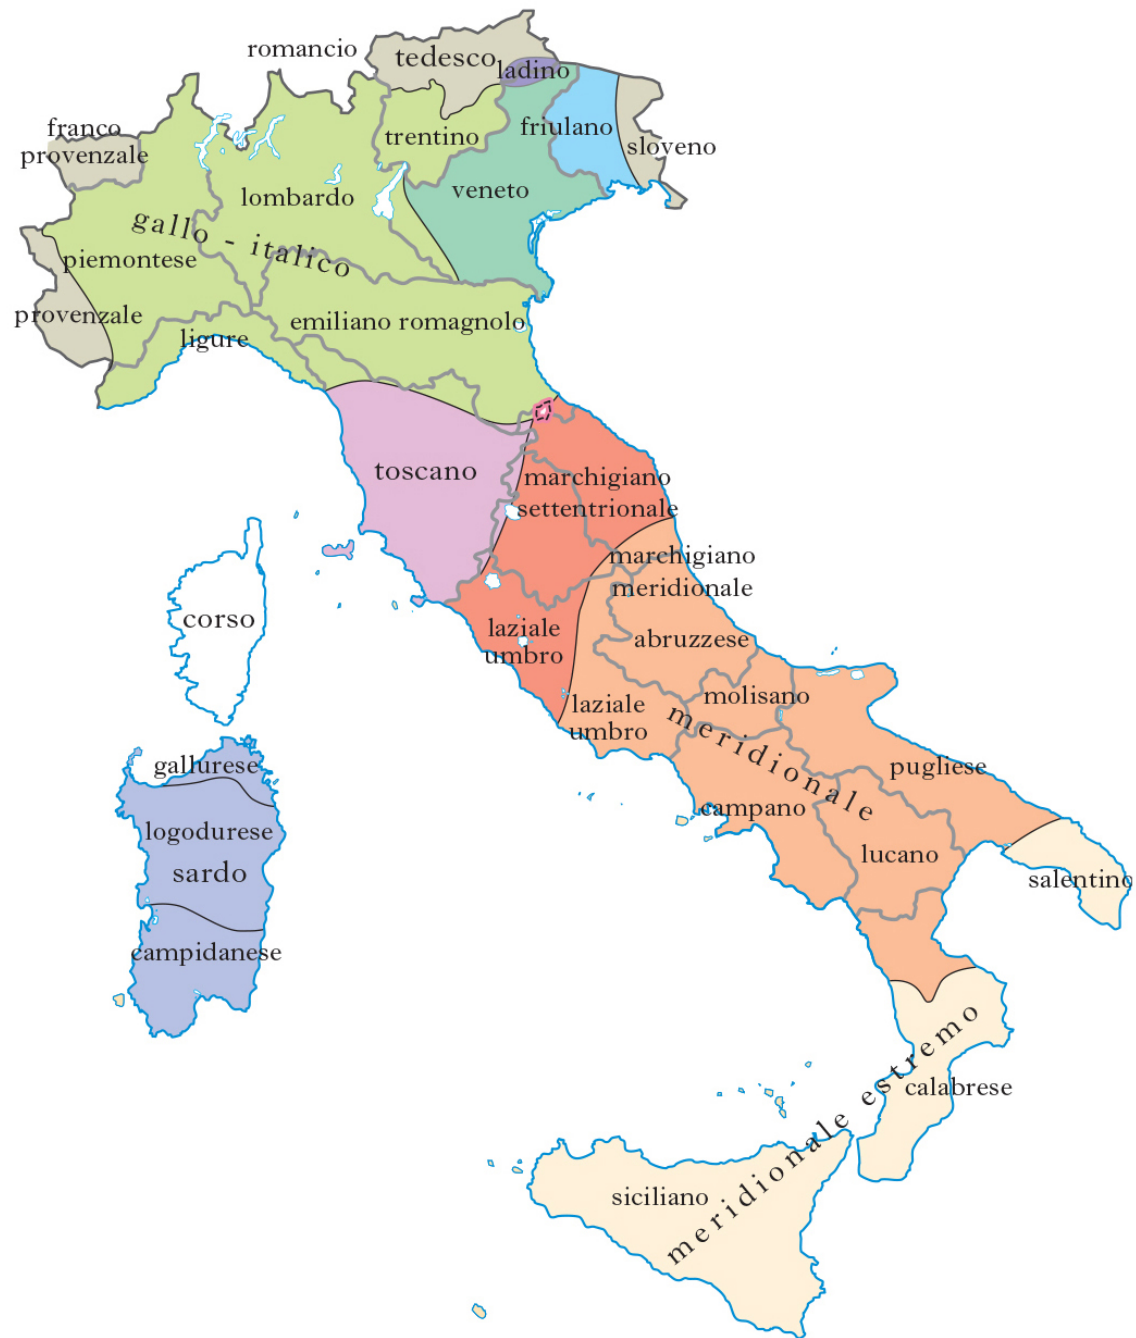 romancio
tedesco
ladino
franco
provenzale
trentino
friulano
sloveno
lombardo
veneto
gallo - italico
piemontese
provenzale
ligure
emiliano romagnolo
toscano
marchigiano
settentrionale
marchigiano
meridionale
corso
laziale
umbro
abruzzese
laziale
umbro
molisano
meridionale
gallurese
pugliese
logodurese
campano
sardo
lucano
salentino
campidanese
meridionale estremo
calabrese
siciliano